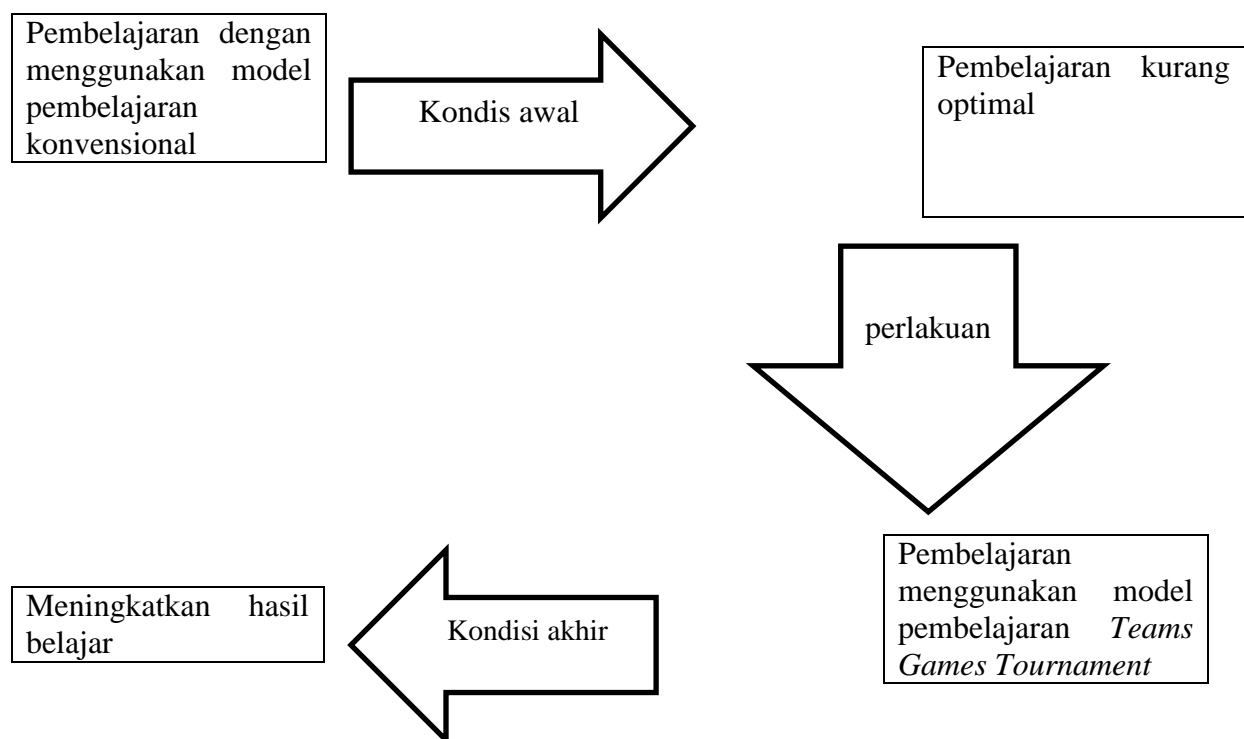 Pembelajaran dengan
menggunakan model
pembelajaran
konvensional
Kondis awal
Pembelajaran kurang
optimal
perlakuan
Pembelajaran
menggunakan model
pembelajaran Teams
Games Tournament
Kondisi akhir
Meningkatkan hasil
belajar